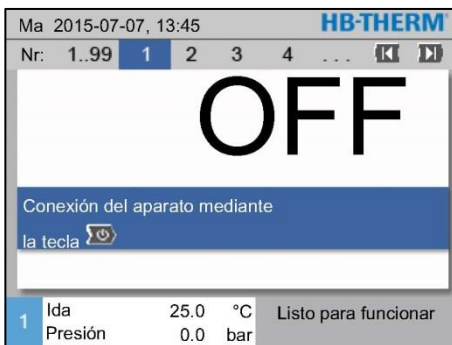 Ma 2015-07-07, 13:45 HB-THERM
Nr: 1..99 1 2 3 4 ...
OFF
Conexión del aparato mediante
la tecla
1 Ida 25.0 °C Listo para funcionar
Presión 0.0 bar